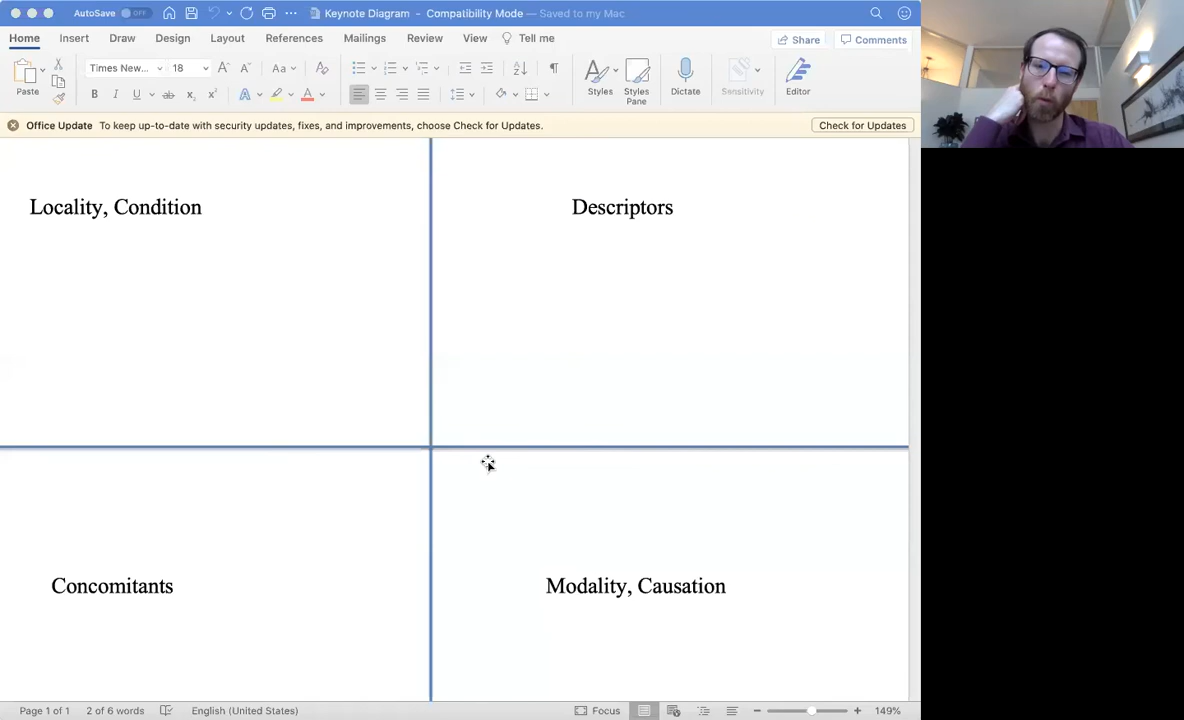 AutoSave OFF Keynote Diagram - Compatibility Mode — Saved to my Mac
Home Insert Draw Design Layout References Mailings Review View Tell me Share Comments
Paste Times New... 18 Aa Styles Styles Pane Dictate Sensitivity Editor
B I U ab x x A A
Office Update To keep up-to-date with security updates, fixes, and improvements, choose Check for Updates. Check for Updates
Locality, Condition Descriptors
Concomitants Modality, Causation
Page 1 of 1 2 of 6 words English (United States) Focus 149%